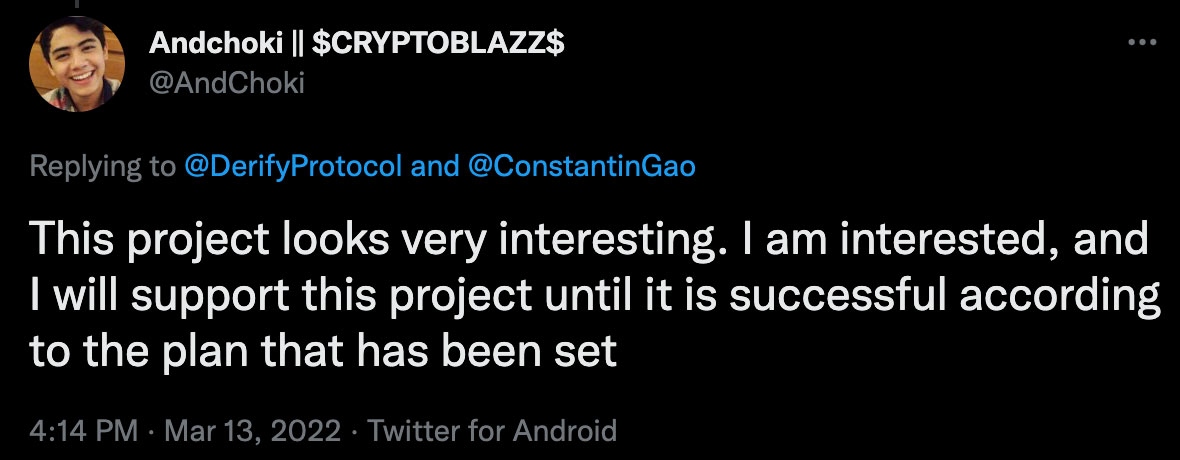 Andchoki || $CRYPTOBLAZZ$
@AndChoki
Replying to @DerifyProtocol and @ConstantinGao
This project looks very interesting. I am interested, and
I will support this project until it is successful according
to the plan that has been set
4:14 PM · Mar 13, 2022 · Twitter for Android